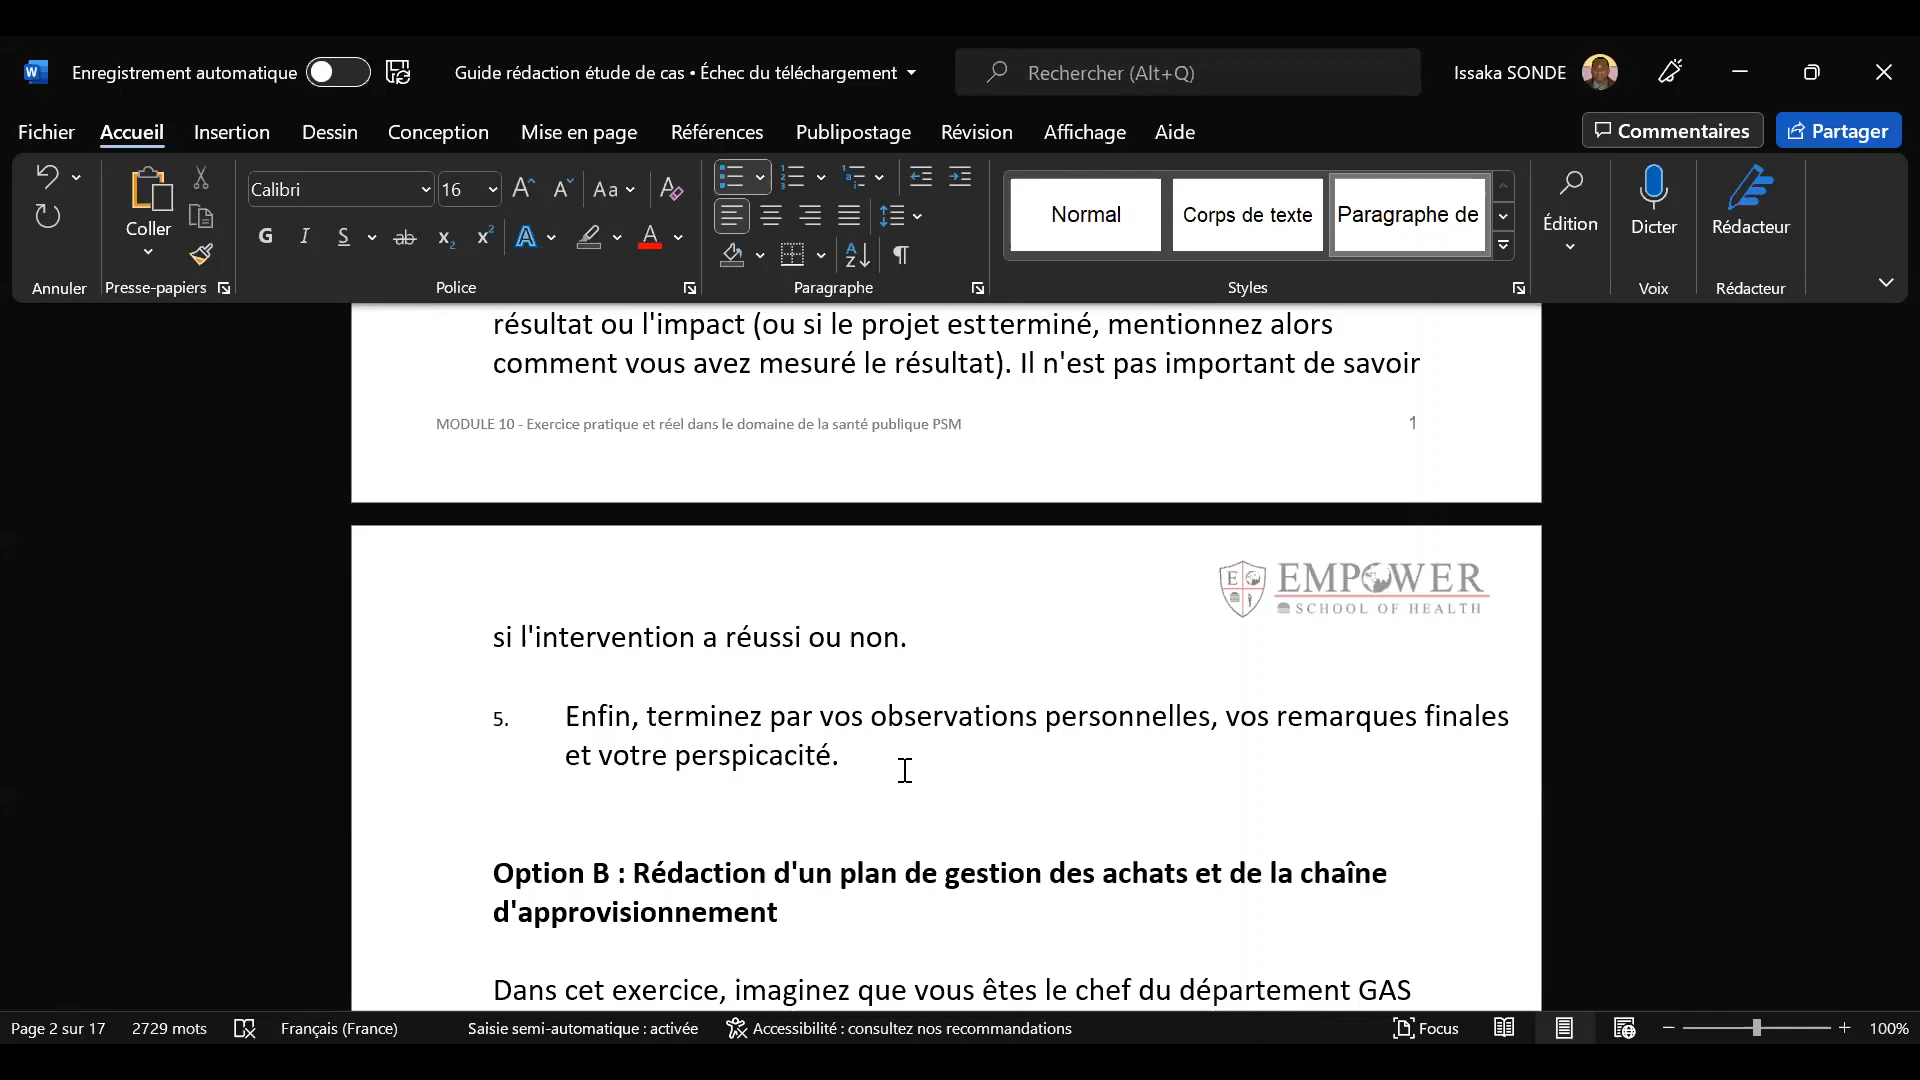 Enregistrement automatique
Guide rédaction étude de cas • Échec du téléchargement
Rechercher (Alt+Q)
Issaka SONDE
Fichier Accueil Insertion Dessin Conception Mise en page Références Publipostage Révision Affichage Aide
Commentaires
Partager
Coller
Calibri
16
G I S
Normal
Corps de texte
Paragraphe de
Édition
Dicter
Rédacteur
Annuler
Presse-papiers
Police
Paragraphe
Styles
Voix
Rédacteur
résultat ou l'impact (ou si le projet estterminé, mentionnez alors
comment vous avez mesuré le résultat). Il n'est pas important de savoir
MODULE 10 - Exercice pratique et réel dans le domaine de la santé publique PSM
1
EMPOWER
SCHOOL OF HEALTH
si l'intervention a réussi ou non.
5. Enfin, terminez par vos observations personnelles, vos remarques finales
et votre perspicacité.
Option B : Rédaction d'un plan de gestion des achats et de la chaîne
d'approvisionnement
Dans cet exercice, imaginez que vous êtes le chef du département GAS
Page 2 sur 17
2729 mots
Français (France)
Saisie semi-automatique : activée
Accessibilité : consultez nos recommandations
Focus
100%